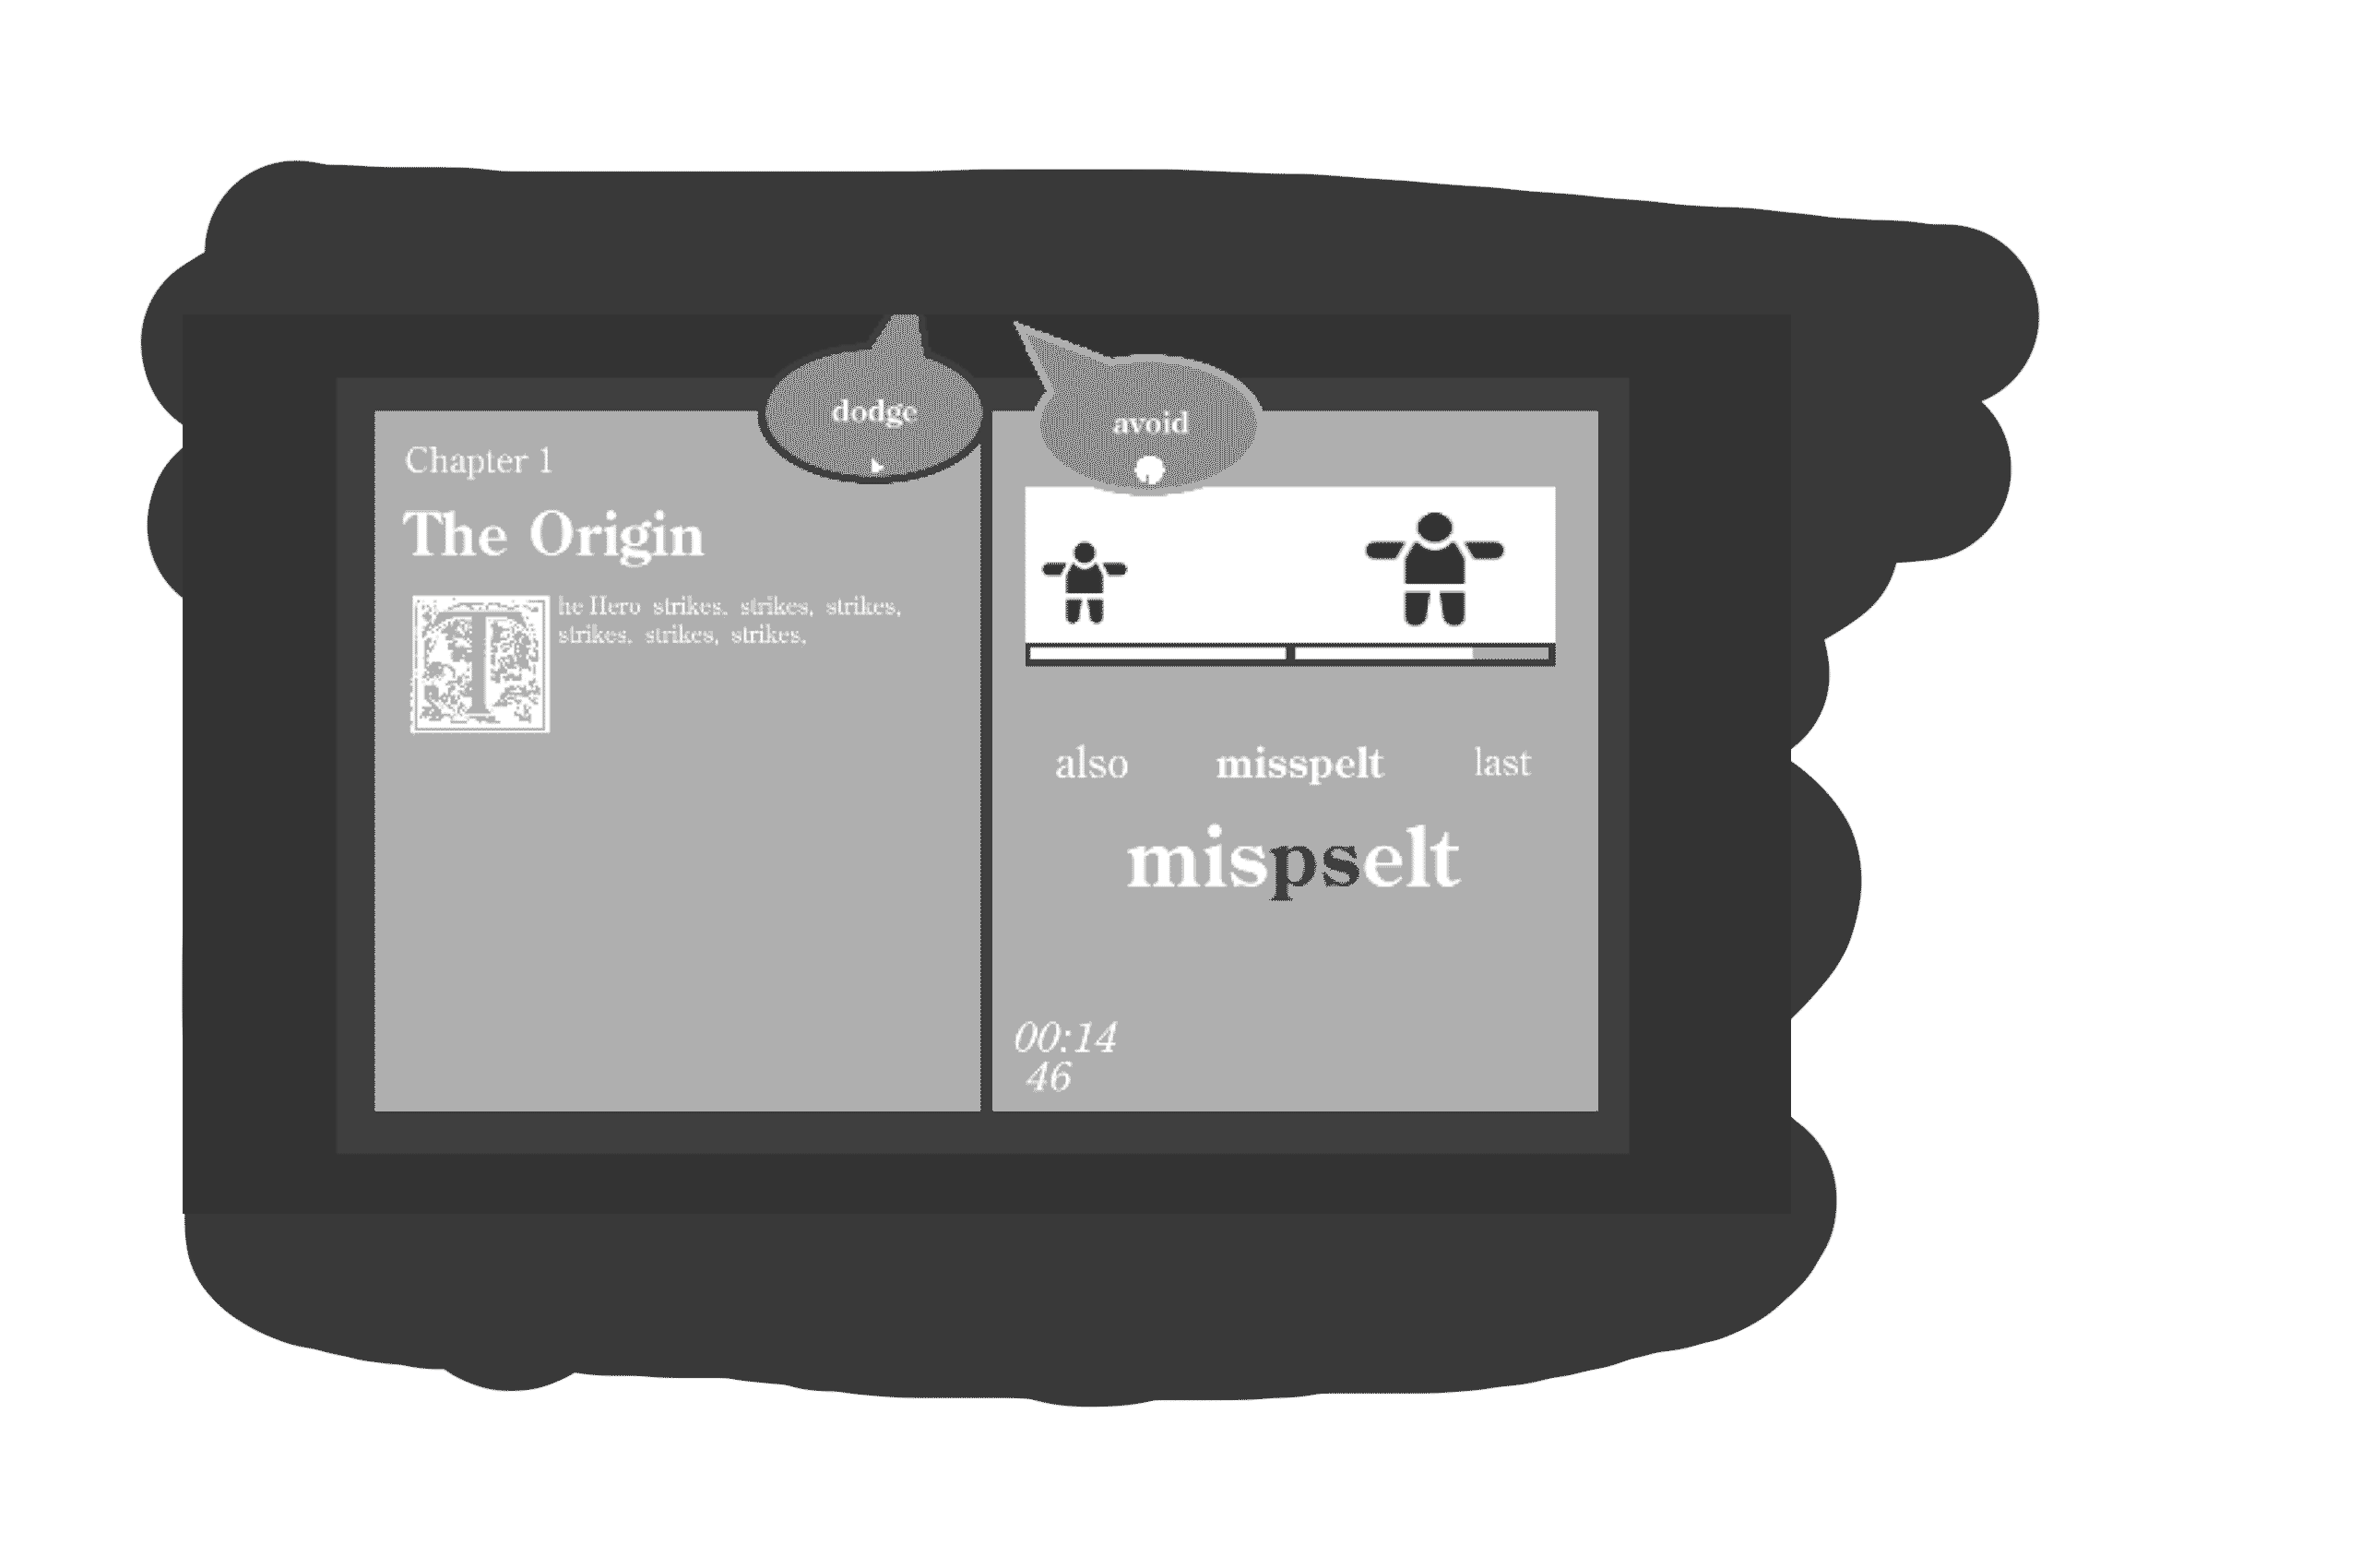 dodge
avoid
Chapter 1
The Origin
The Hero strikes. strikes, strikes,
strikes. strikes, strikes,
also misspelt last
mispselt
00:14
46